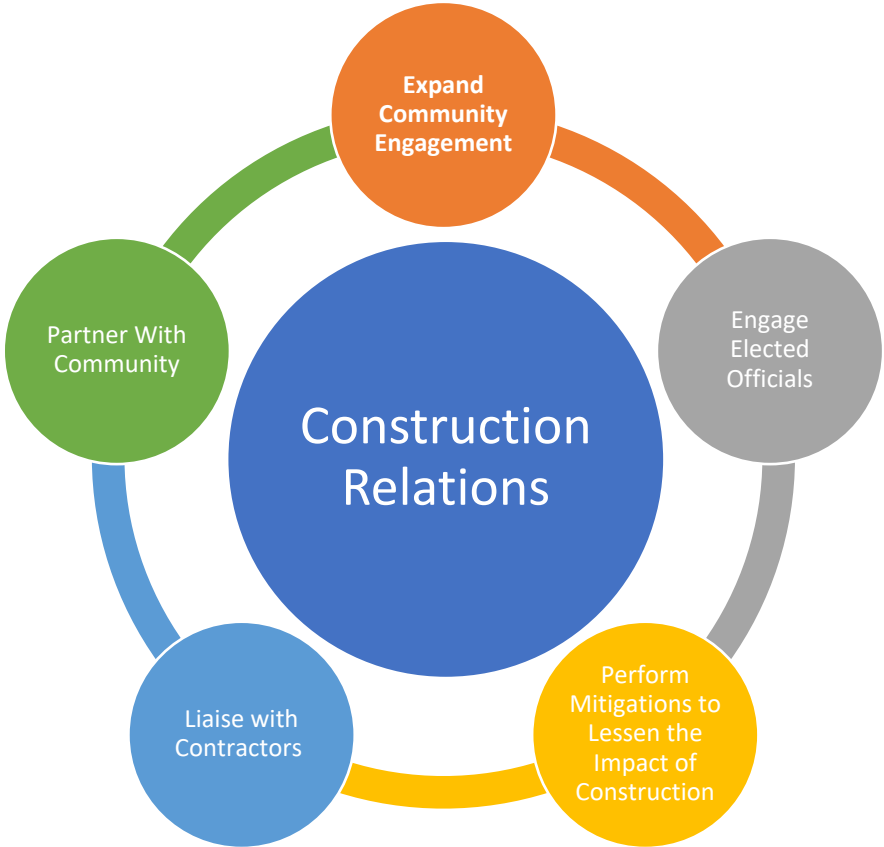 Expand
Community
Engagement
Engage
Elected
Officials
Perform
Mitigations to
Lessen the
Impact of
Construction
Liaise with
Contractors
Partner With
Community
Construction
Relations